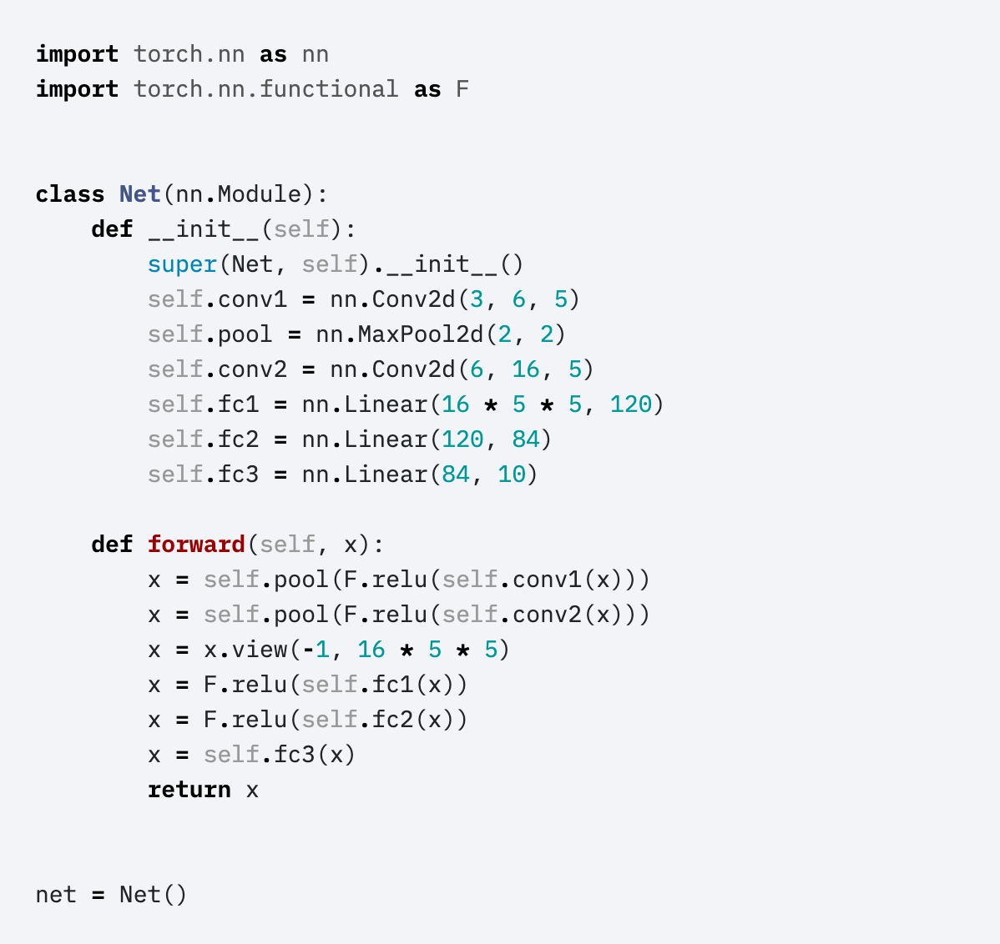 import torch.nn as nn
import torch.nn.functional as F
class Net(nn.Module):
    def __init__(self):
        super(Net, self).__init__()
        self.conv1 = nn.Conv2d(3, 6, 5)
        self.pool = nn.MaxPool2d(2, 2)
        self.conv2 = nn.Conv2d(6, 16, 5)
        self.fc1 = nn.Linear(16 * 5 * 5, 120)
        self.fc2 = nn.Linear(120, 84)
        self.fc3 = nn.Linear(84, 10)
    def forward(self, x):
        x = self.pool(F.relu(self.conv1(x)))
        x = self.pool(F.relu(self.conv2(x)))
        x = x.view(-1, 16 * 5 * 5)
        x = F.relu(self.fc1(x))
        x = F.relu(self.fc2(x))
        x = self.fc3(x)
        return x
net = Net()